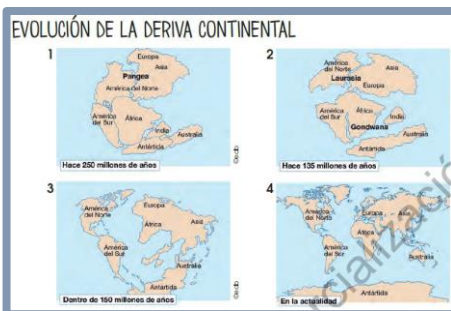 EVOLUCIÓN DE LA DERIVA CONTINENTAL
1
Europa
Asia
Pangea
América del Norte
América
del Sur
África
India
Australia
Antártida
Hace 250 millones de años
2
América
del Norte
Asia
Laurasia
Europa
América
del Sur
África
India
Gondwana
Australia
Antártida
Hace 135 millones de años
3
América
del Norte
Europa
África
Asia
América
del Sur
Australia
Antártida
Dentro de 150 millones de años
4
América
del Norte
Europa
Asia
África
América
del Sur
Australia
Antártida
En la actualidad